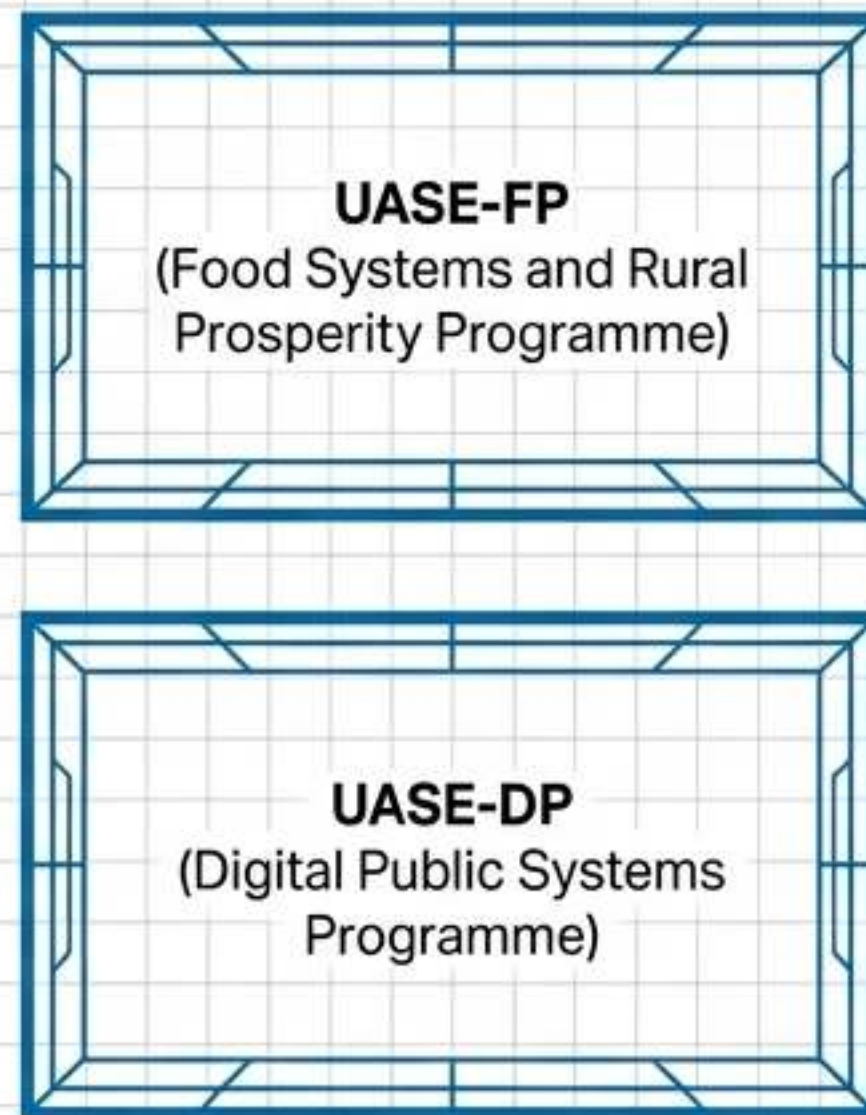 UASE-FP
(Food Systems and Rural
Prosperity Programme)
UASE-DP
(Digital Public Systems
Programme)